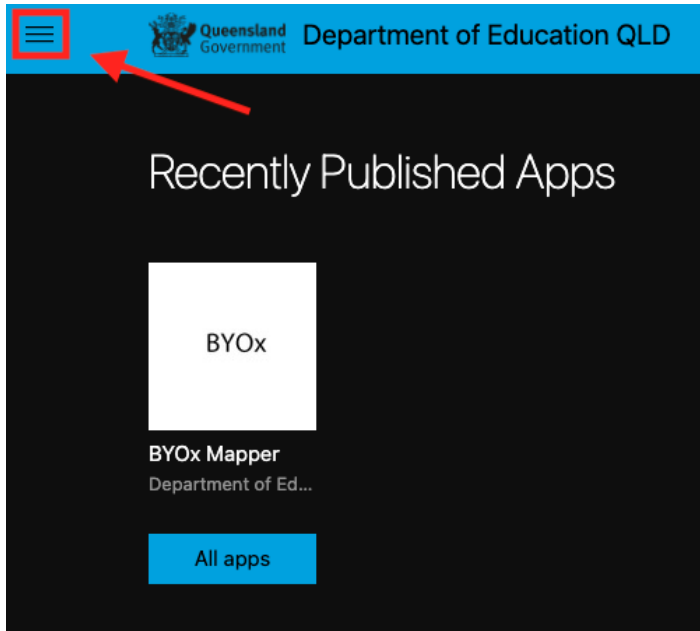 Queensland
Government
Department of Education QLD
Recently Published Apps
BYOx
BYOx Mapper
Department of Ed...
All apps